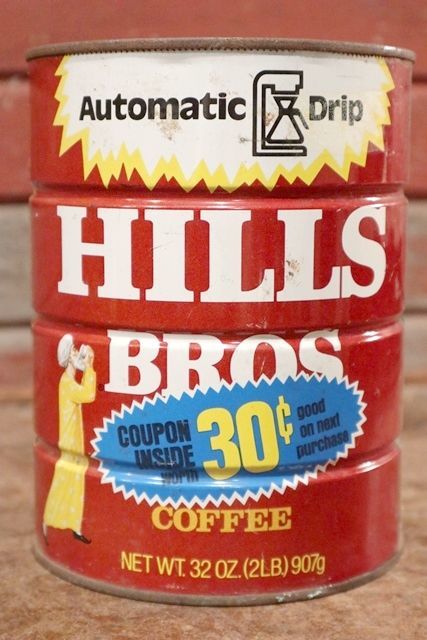 Automatic Drip
HILLS
BROS
COUPON
INSIDE
worth
30¢
good
on next
purchase
COFFEE
NET WT. 32 OZ. (2LB.) 907g